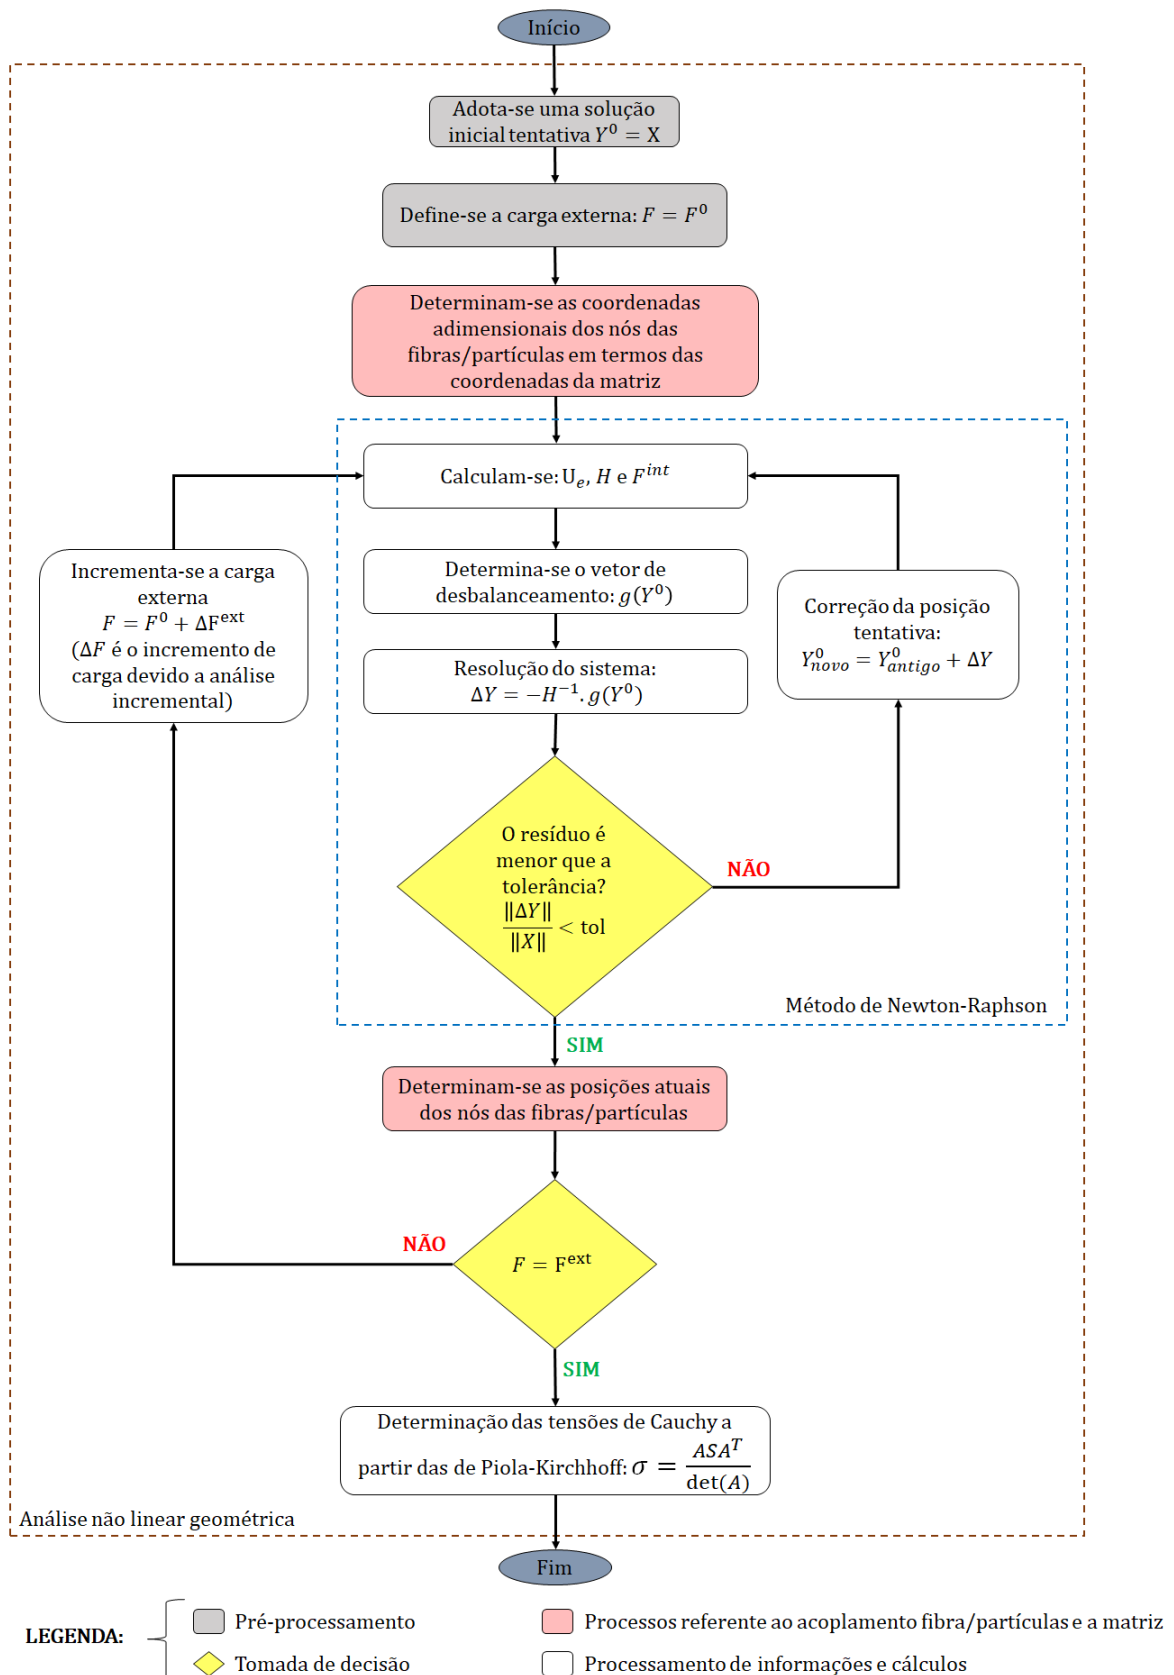 Início
Adota-se uma solução
inicial tentativa Y⁰ = X
Define-se a carga externa: F = F⁰
Determinam-se as coordenadas
adimensionais dos nós das
fibras/partículas em termos das
coordenadas da matriz
Calculam-se: Uₑ, H e Fⁱⁿᵗ
Determina-se o vetor de
desbalanceamento: g(Y⁰)
Resolução do sistema:
ΔY = −H⁻¹. g(Y⁰)
Incrementa-se a carga
externa
F = F⁰ + ΔFᵉˣᵗ
(ΔF é o incremento de
carga devido a análise
incremental)
Correção da posição
tentativa:
Y⁰_novo = Y⁰_antigo + ΔY
O resíduo é
menor que a
tolerância?
‖ΔY‖/‖X‖ < tol
NÃO
Método de Newton-Raphson
SIM
Determinam-se as posições atuais
dos nós das fibras/partículas
NÃO
F = Fᵉˣᵗ
SIM
Determinação das tensões de Cauchy a
partir das de Piola-Kirchhoff: σ = ASAᵀ/det(A)
Análise não linear geométrica
Fim
LEGENDA:
Pré-processamento
Processos referente ao acoplamento fibra/partículas e a matriz
Tomada de decisão
Processamento de informações e cálculos